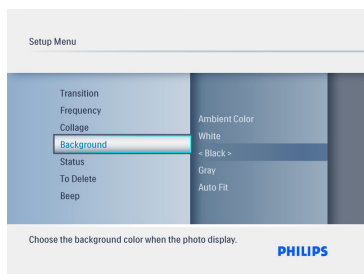 Setup Menu
Transition
Frequency
Collage
Background
Status
To Delete
Beep
Ambient Color
White
< Black >
Gray
Auto Fit
Choose the background color when the photo display.
PHILIPS